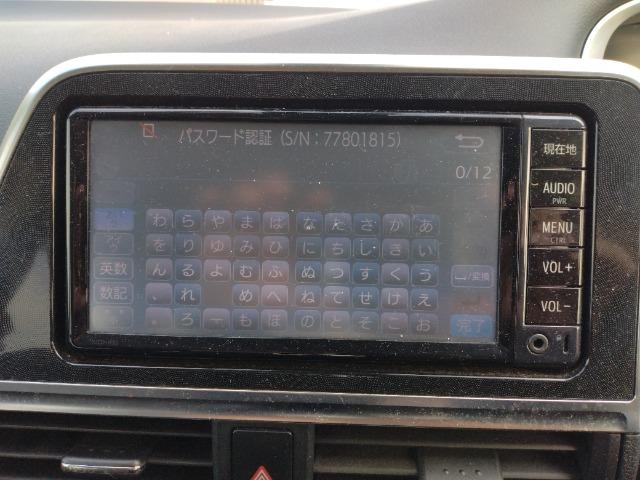 パスワード認証 (S/N : 77801815)
0/12
わ ら や ま は な た さ か あ
を り ゆ み ひ に ち し き い
英数 ん る よ む ふ ぬ つ す く う ␣/変換
数記 、 れ め へ ね て せ け え
。 ろ ー も ほ の と そ こ お 完了
現在地
AUDIO
PWR
MENU
CTRL
VOL+
VOL-